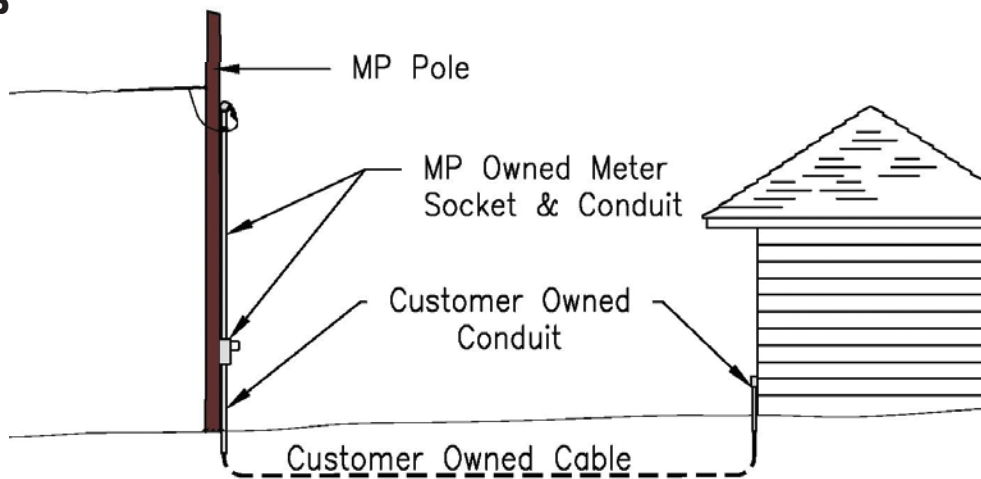 MP Pole
MP Owned Meter
Socket & Conduit
Customer Owned
Conduit
Customer Owned Cable